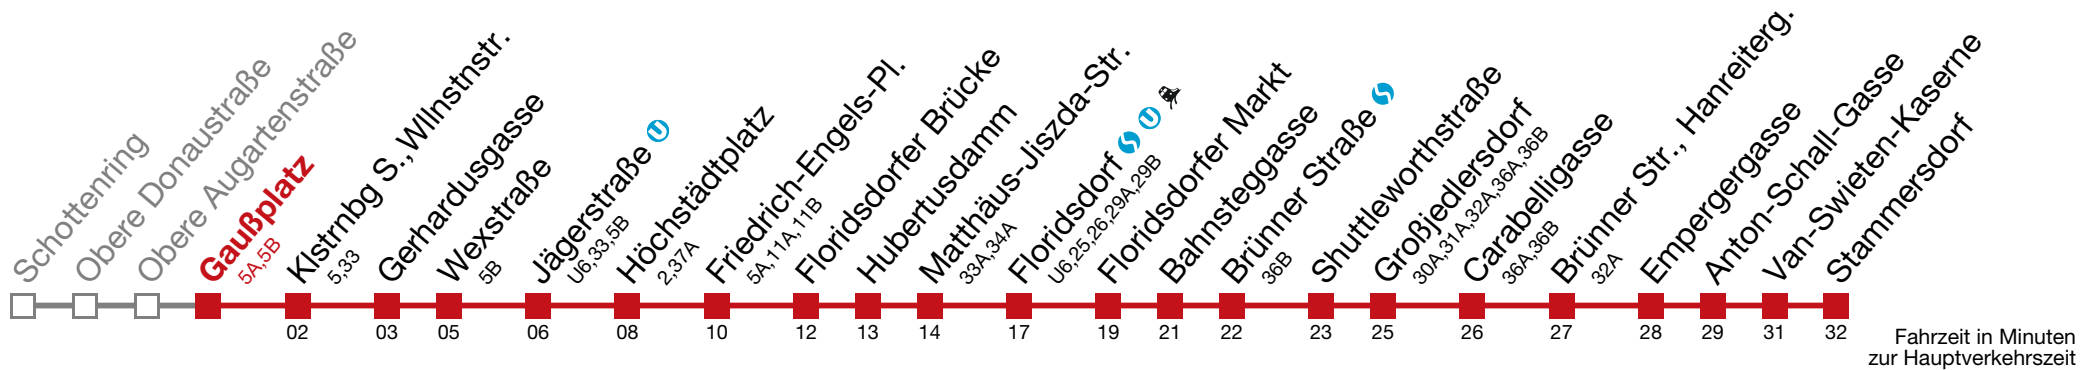 Schottenring
Obere Donaustraße
Obere Augartenstraße
Gaußplatz
5A,5B
Klstrnbg S., Wllnstnstr.
5,33
Gerhardusgasse
Wexstraße
5B
Jägerstraße U
U6,33,5B
Höchstädtplatz
2,37A
Friedrich-Engels-Pl.
5A,11A,11B
Floridsdorfer Brücke
Hubertusdamm
Matthäus-Jiszda-Str.
33A,34A
Floridsdorf S U
U6,25,26,29A,29B
Floridsdorfer Markt
Bahnsteggasse
Brünner Straße S
36B
Shuttleworthstraße
Großjedlersdorf
30A,31A,32A,36A,36B
Carabelligasse
36A,36B
Brünner Str., Hanreiterg.
32A
Empergergasse
Anton-Schall-Gasse
Van-Swieten-Kaserne
Stammersdorf
02 03 05 06 08 10 12 13 14 17 19 21 22 23 25 26 27 28 29 31 32
Fahrzeit in Minuten
zur Hauptverkehrszeit